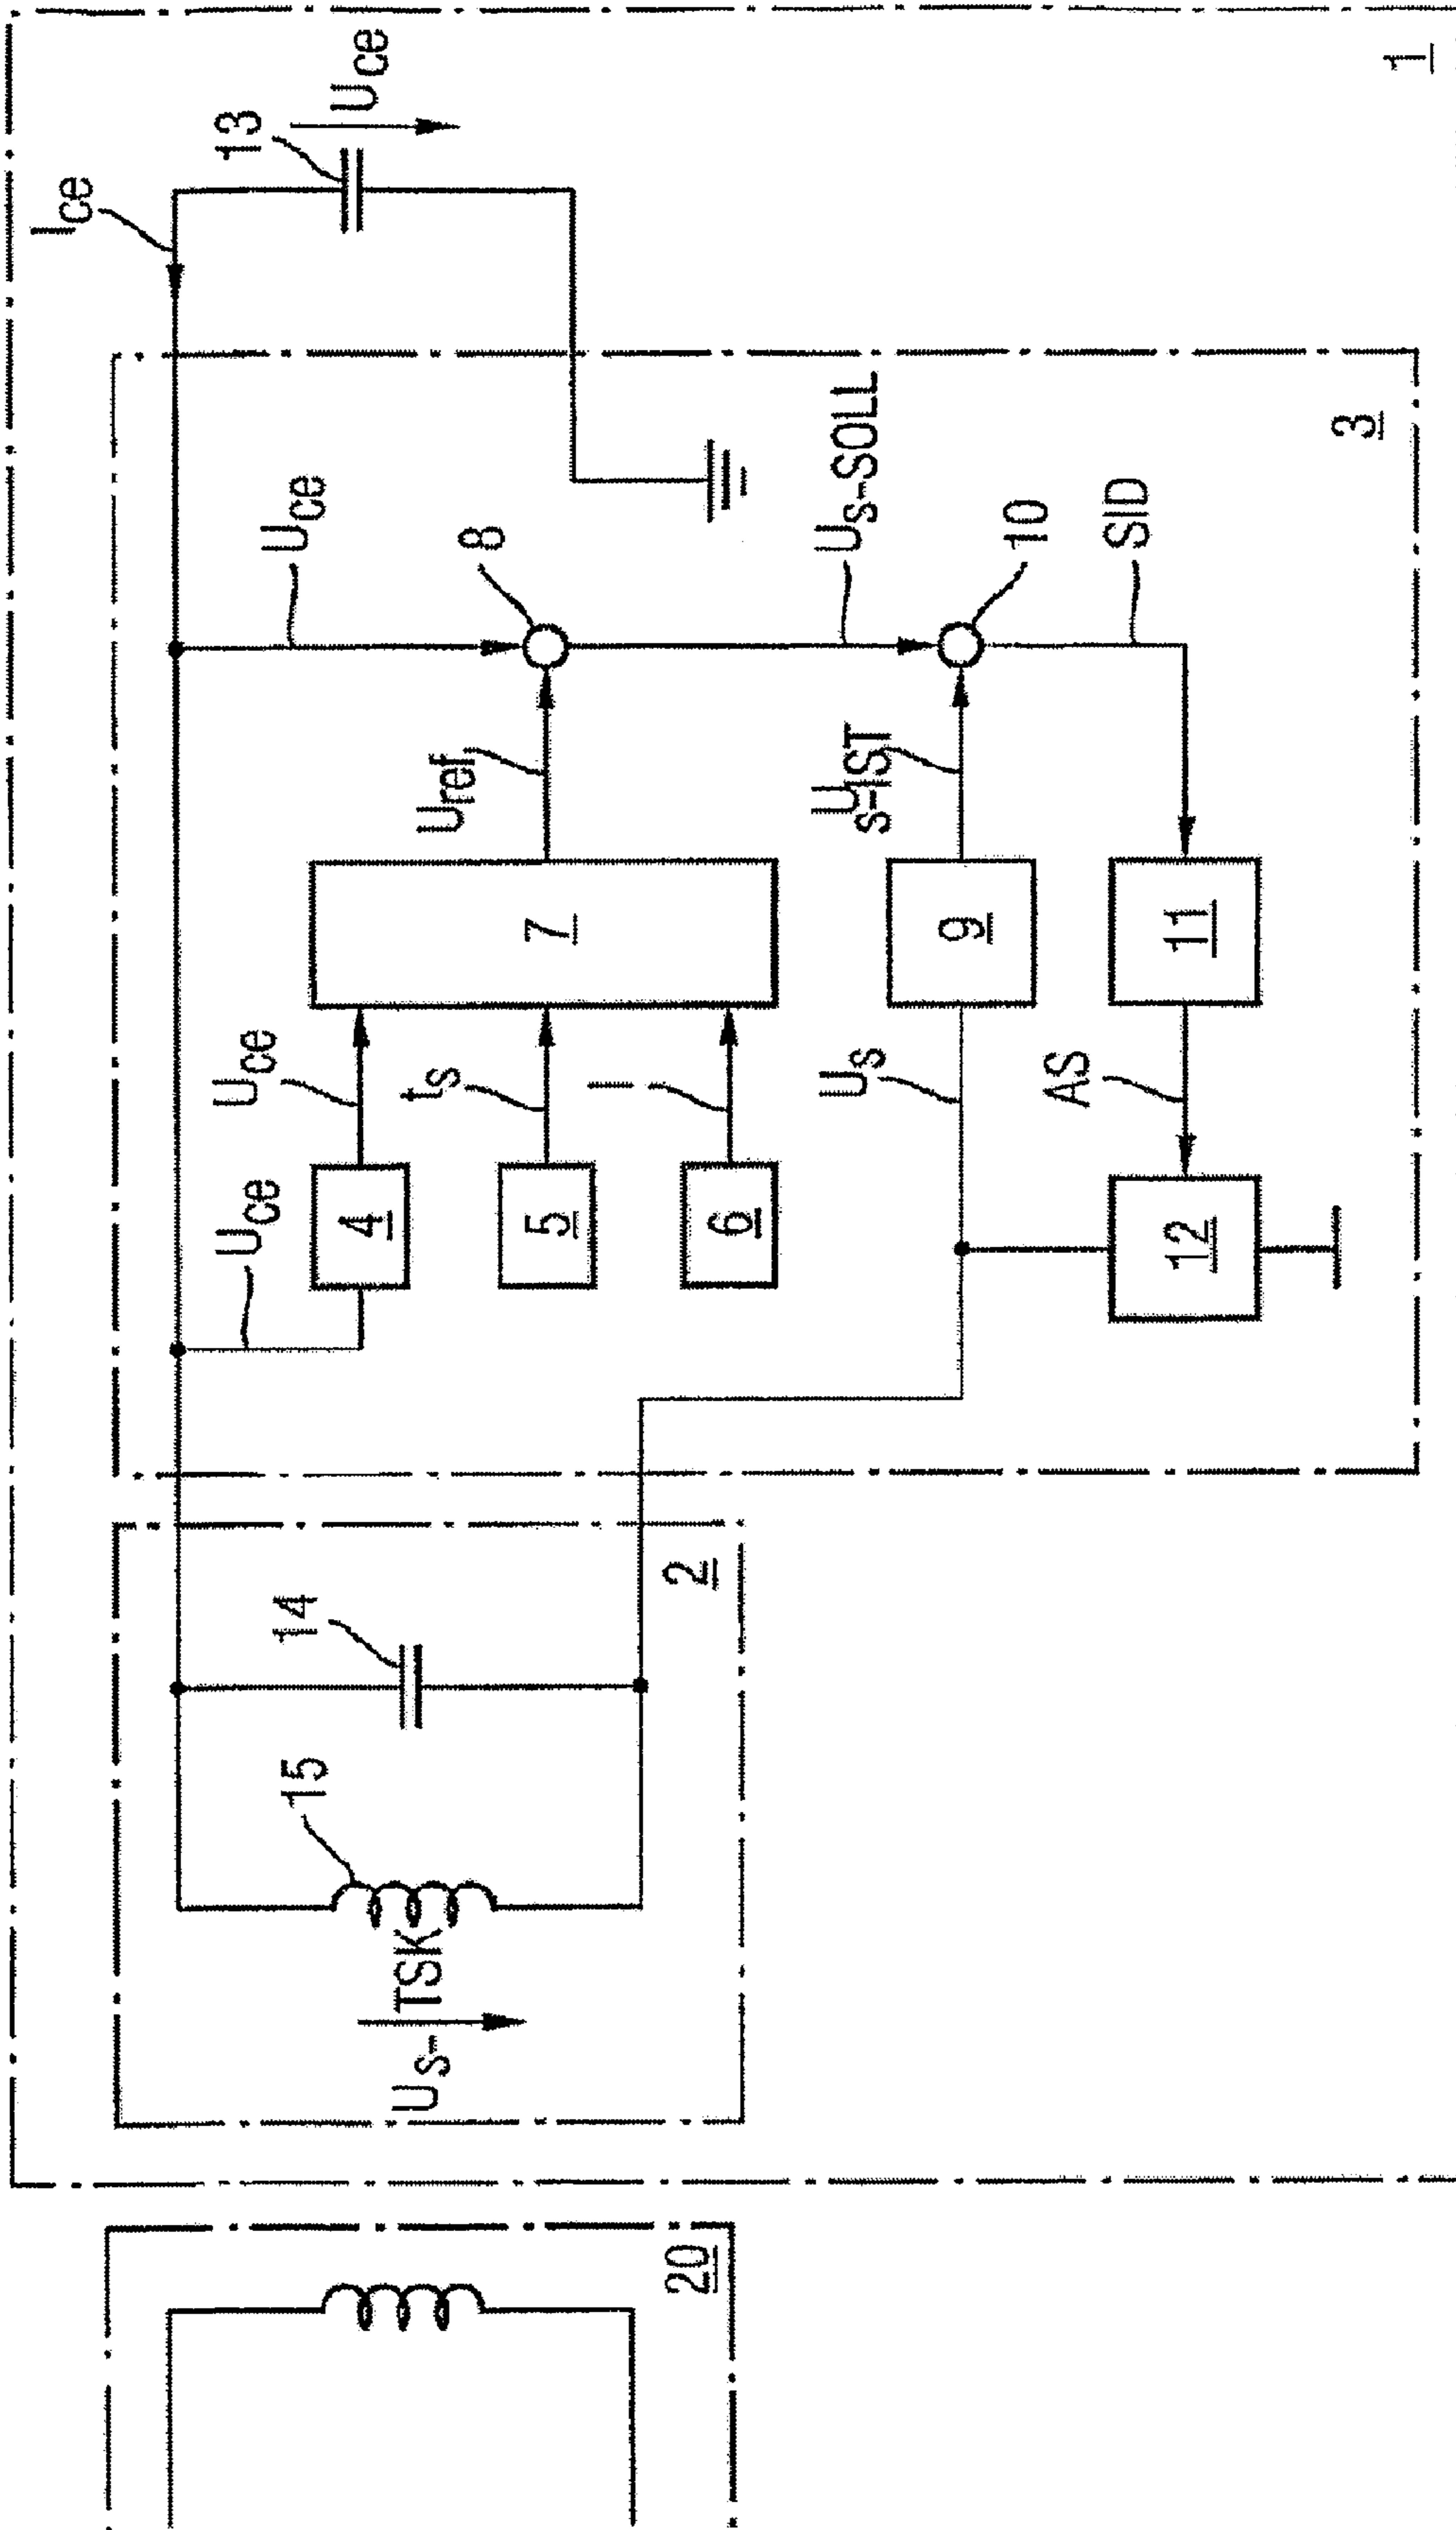 20
U_s-TSK
15
14
2
U_ce
4
5
6
U_ce
t_s
I
7
U_ref
U_ce
8
U_s
9
U_s-IST
U_s-SOLL
10
12
AS
11
SID
3
I_ce
13
U_ce
1